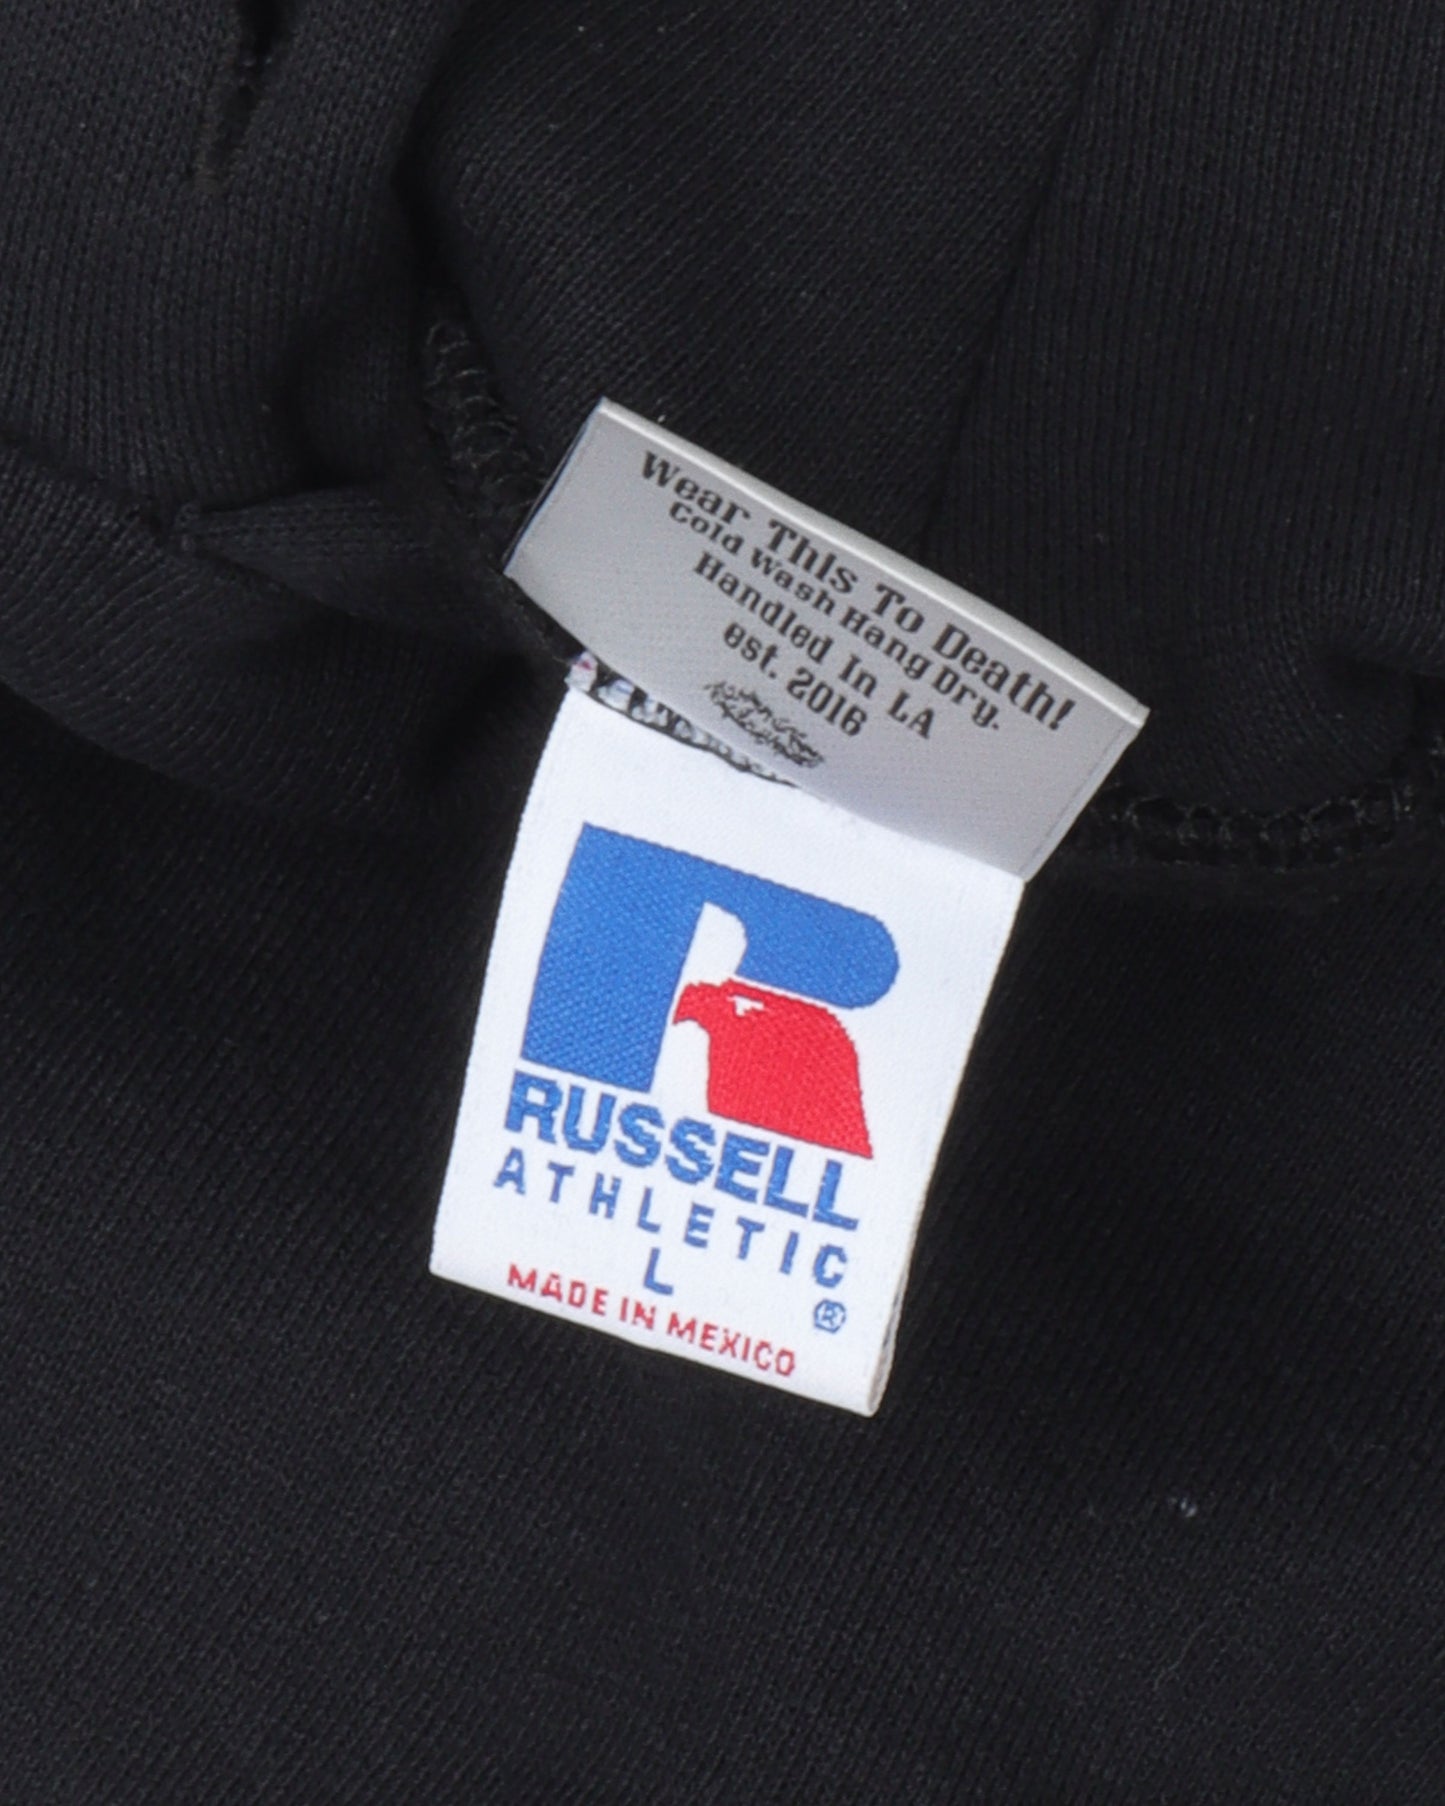 Wear This To Death!
Cold Wash Hang Dry.
Handled In LA
est. 2016
RUSSELL
ATHLETIC
L
®
MADE IN MEXICO